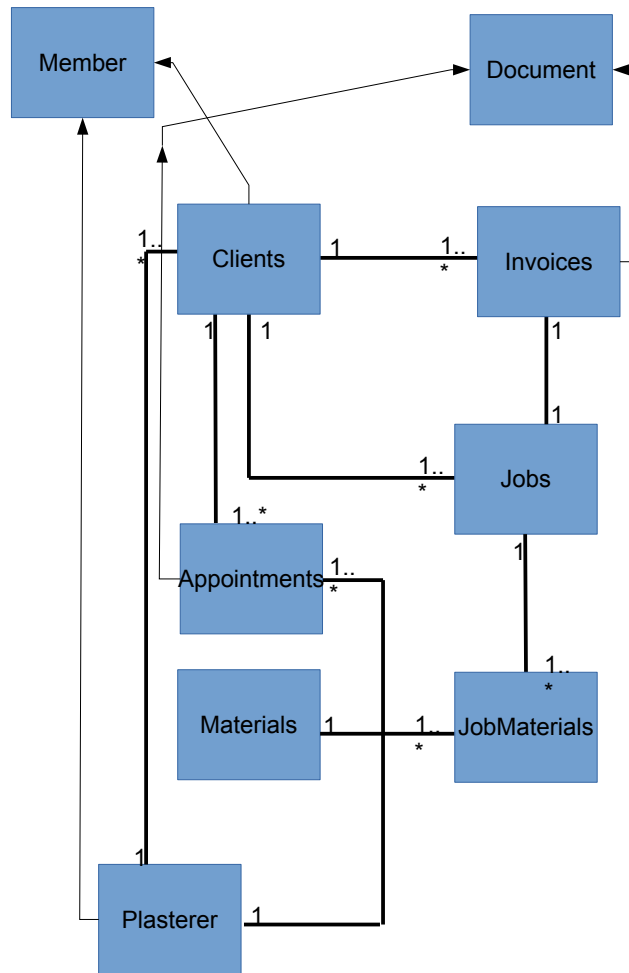 Member
Document
1..
*
Clients
1
1..
*
Invoices
1
1
1
1
1..
*
Jobs
1..*
1
Appointments
1..
*
1..
*
Materials
1
1..
*
JobMaterials
1
1
Plasterer